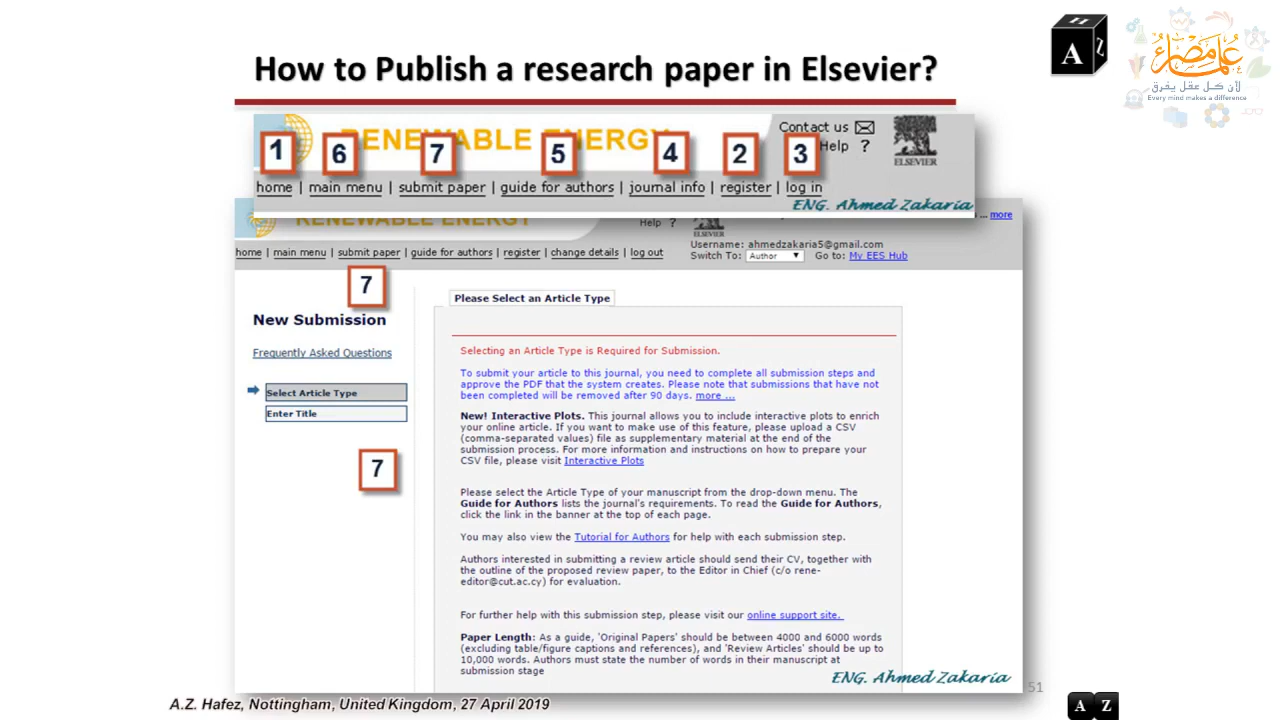 How to Publish a research paper in Elsevier?
A
H
Z
علماء مصر
لأن كل عقل يفرق
Every mind makes a difference
RENEWABLE ENERGY
Contact us
Help ?
ELSEVIER
1
6
7
5
4
2
3
home | main menu | submit paper | guide for authors | journal info | register | log in
ENG. Ahmed Zakaria
RENEWABLE ENERGY
Help ?
... more
home | main menu | submit paper | guide for authors | register | change details | log out
Username: ahmedzakaria5@gmail.com
Switch To: Author Go to: My EES Hub
7
New Submission
Frequently Asked Questions
Select Article Type
Enter Title
7
Please Select an Article Type
Selecting an Article Type is Required for Submission.
To submit your article to this journal, you need to complete all submission steps and
approve the PDF that the system creates. Please note that submissions that have not
been completed will be removed after 90 days. more ...
New! Interactive Plots. This journal allows you to include interactive plots to enrich
your online article. If you want to make use of this feature, please upload a CSV
(comma-separated values) file as supplementary material at the end of the
submission process. For more information and instructions on how to prepare your
CSV file, please visit Interactive Plots
Please select the Article Type of your manuscript from the drop-down menu. The
Guide for Authors lists the journal's requirements. To read the Guide for Authors,
click the link in the banner at the top of each page.
You may also view the Tutorial for Authors for help with each submission step.
Authors interested in submitting a review article should send their CV, together with
the outline of the proposed review paper, to the Editor in Chief (c/o rene-
editor@cut.ac.cy) for evaluation.
For further help with this submission step, please visit our online support site.
Paper Length: As a guide, 'Original Papers' should be between 4000 and 6000 words
(excluding table/figure captions and references), and 'Review Articles' should be up to
10,000 words. Authors must state the number of words in their manuscript at
submission stage
ENG. Ahmed Zakaria
51
A.Z. Hafez, Nottingham, United Kingdom, 27 April 2019
A Z